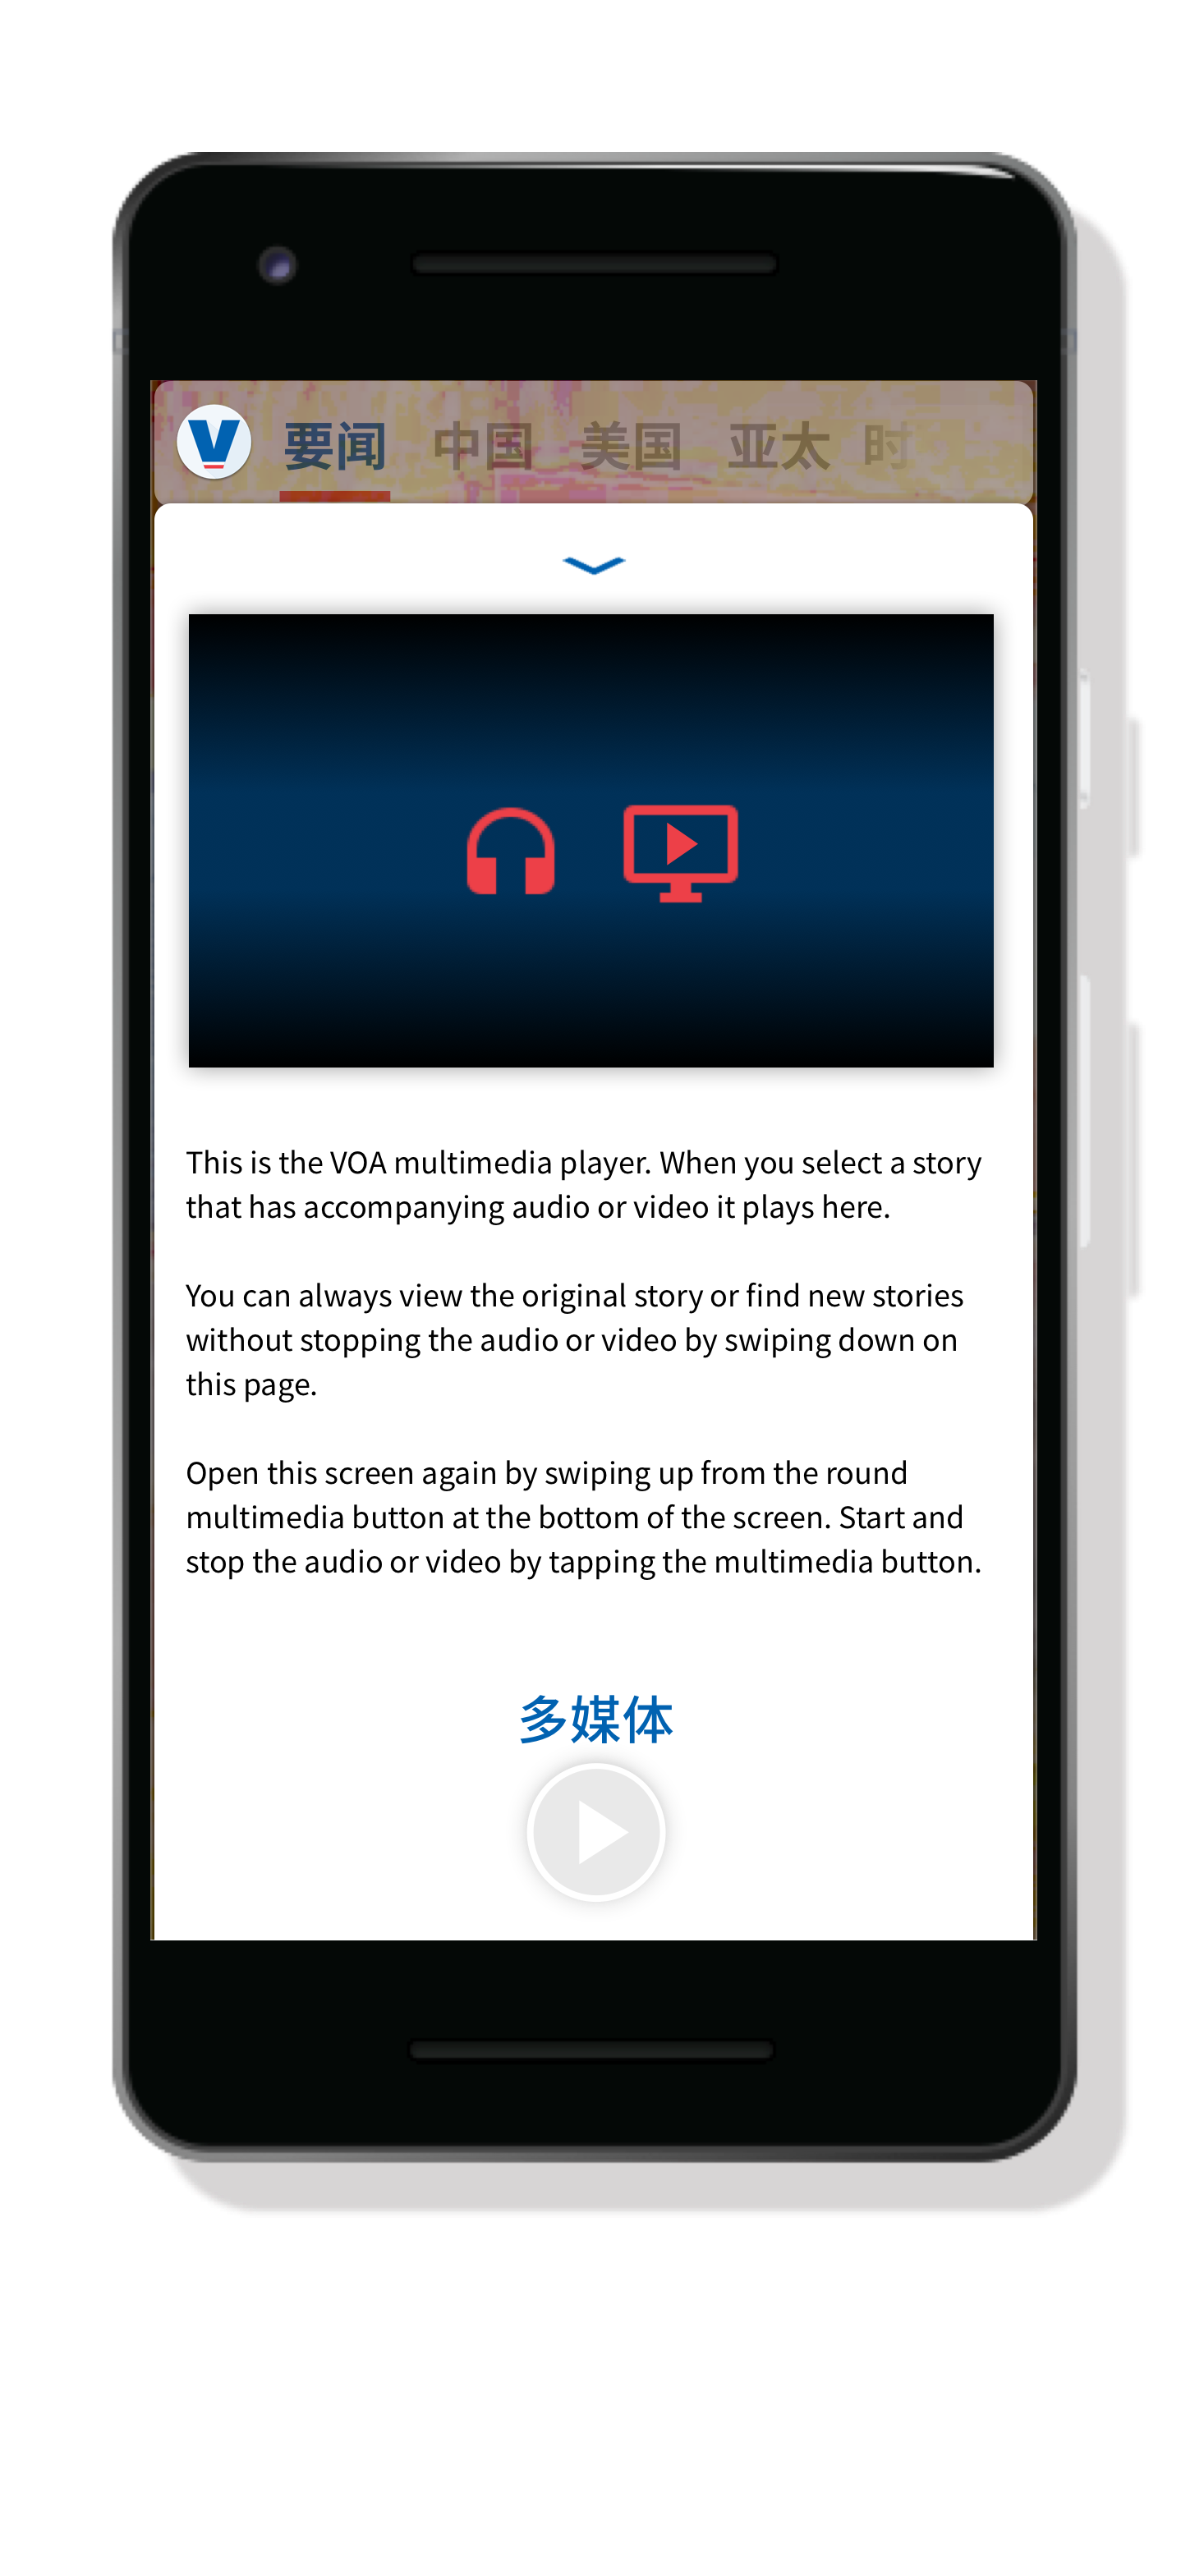 V 要闻 中国 美国 亚太 时
This is the VOA multimedia player. When you select a story
that has accompanying audio or video it plays here.
You can always view the original story or find new stories
without stopping the audio or video by swiping down on
this page.
Open this screen again by swiping up from the round
multimedia button at the bottom of the screen. Start and
stop the audio or video by tapping the multimedia button.
多媒体